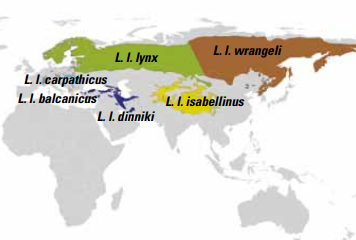 L. l. wrangeli
L. l. lynx
L. l. carpathicus
L. l. balcanicus
L. l. isabellinus
L. l. dinniki